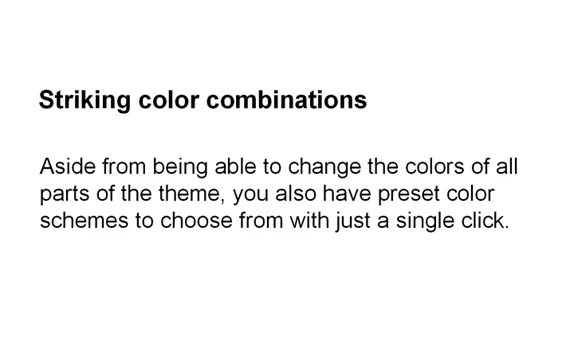 Striking color combinations
Aside from being able to change the colors of all
parts of the theme, you also have preset color
schemes to choose from with just a single click.